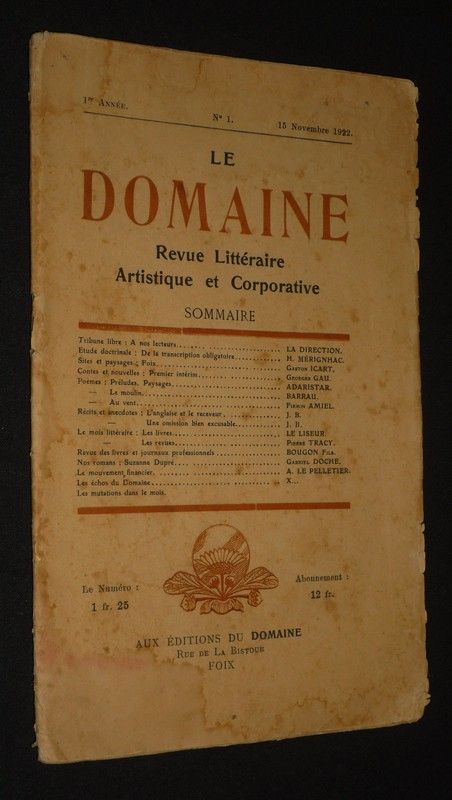 1re Année.
N° 1.
15 Novembre 1922.
LE
DOMAINE
Revue Littéraire
Artistique et Corporative
SOMMAIRE
Tribune libre : A nos lecteurs........ LA DIRECTION.
Etude doctrinale : De la transcription obligatoire........ H. MÉRIGNHAC.
Sites et paysages : Foix........ Gaston ICART.
Contes et nouvelles : Premier intérim........ Georges GAU.
Poèmes : Préludes. Paysages........ ADARISTAR.
— Le moulin........ BARRAU.
— Au vent........ AMIEL.
Récits et anecdotes : L'anglaise et le receveur........ J. B.
— Une omission bien excusable........ J. B.
Le mois littéraire : Les livres........ LE LISEUR.
— Les revues........ Pierre TRACY.
Revue des livres et journaux professionnels........ BOUGON Fils.
Nos romans : Suzanne Dupré........ Gabriel DOCHE.
Le mouvement financier........ A. LE PELLETIER.
Les échos du Domaine........ X...
Les mutations dans le mois.
Le Numéro :
1 fr. 25
Abonnement :
12 fr.
AUX ÉDITIONS DU DOMAINE
Rue de La Bistour
FOIX